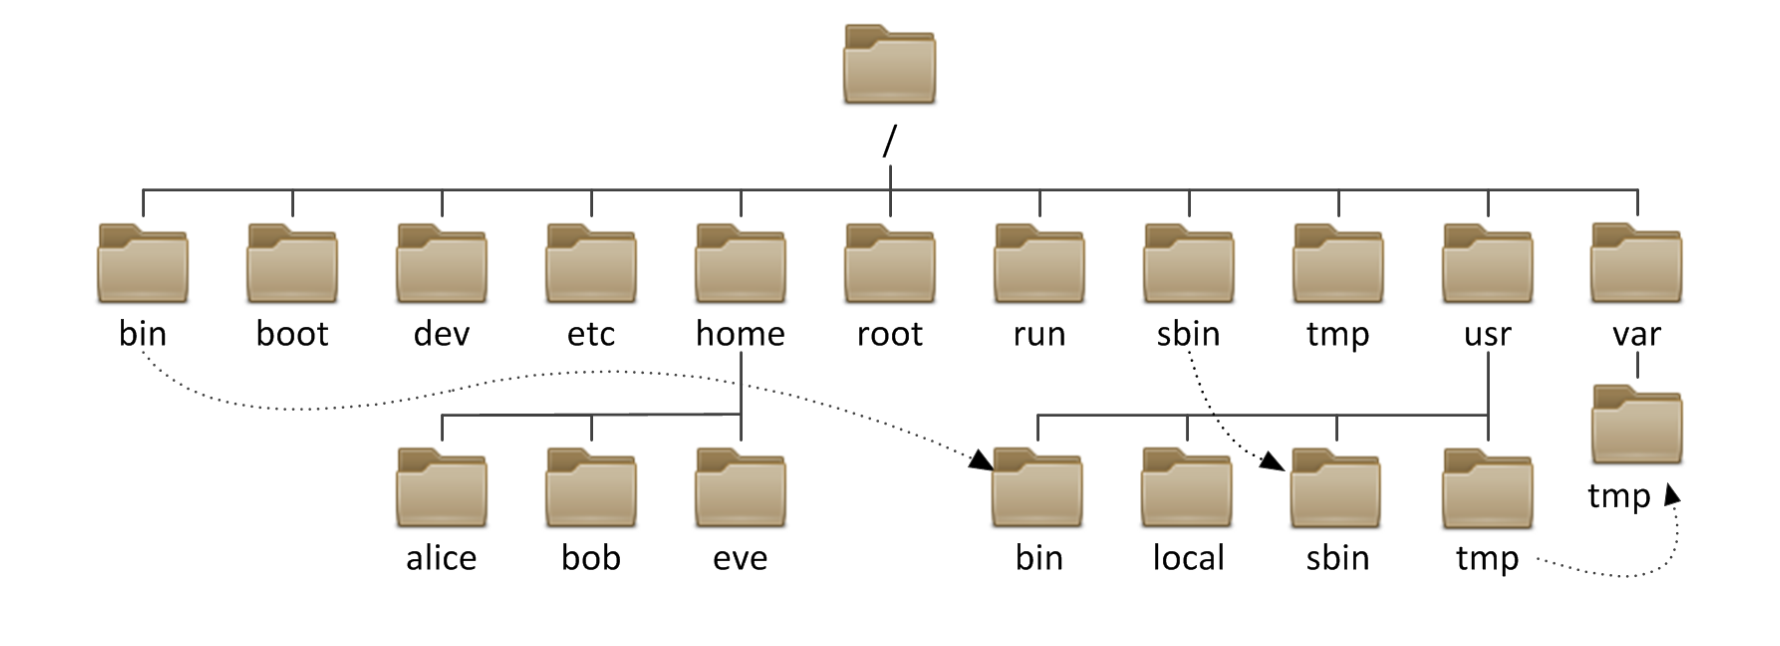 /
bin boot dev etc home root run sbin tmp usr var
tmp
alice bob eve bin local sbin tmp